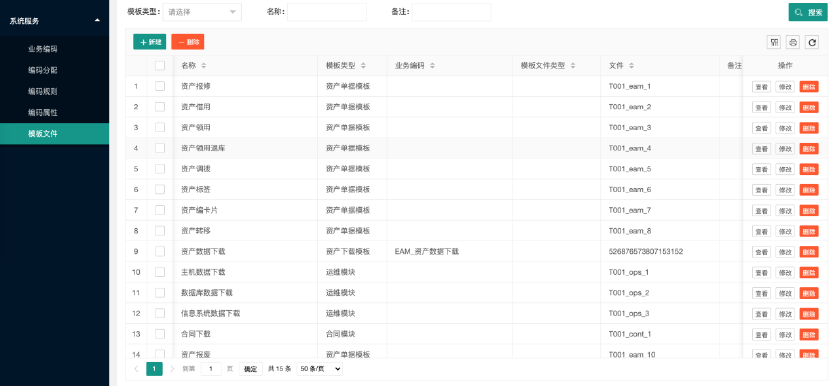 系统服务
业务编码
编码分配
编码规则
编码属性
模板文件
模板类型: 请选择 名称: 备注: 搜索
+ 新建 — 删除
名称 模板类型 业务编码 模板文件类型 文件 备注 操作
1 资产报修 资产单据模板 T001_eam_1 查看 修改 删除
2 资产借用 资产单据模板 T001_eam_2 查看 修改 删除
3 资产领用 资产单据模板 T001_eam_3 查看 修改 删除
4 资产领用退库 资产单据模板 T001_eam_4 查看 修改 删除
5 资产调拨 资产单据模板 T001_eam_5 查看 修改 删除
6 资产标签 资产单据模板 T001_eam_6 查看 修改 删除
7 资产编卡片 资产单据模板 T001_eam_7 查看 修改 删除
8 资产转移 资产单据模板 T001_eam_8 查看 修改 删除
9 资产数据下载 资产下载模板 EAM_资产数据下载 526876573807153152 查看 修改 删除
10 主机数据下载 运维模块 T001_ops_1 查看 修改 删除
11 数据库数据下载 运维模块 T001_ops_2 查看 修改 删除
12 信息系统数据下载 运维模块 T001_ops_3 查看 修改 删除
13 合同下载 合同模块 T001_cont_1 查看 修改 删除
14 资产报废 资产单据模板 T001_eam_10 查看 修改 删除
1 到第 1 页 确定 共 15 条 50 条/页